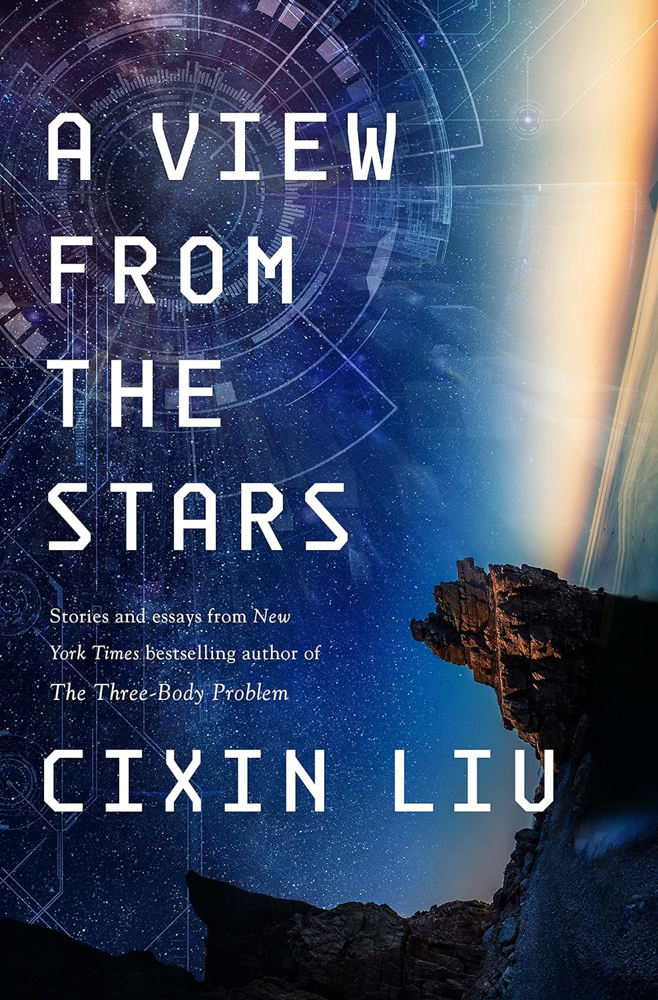 A VIEW
FROM
THE
STARS
Stories and essays from New
York Times bestselling author of
The Three-Body Problem
CIXIN LIU